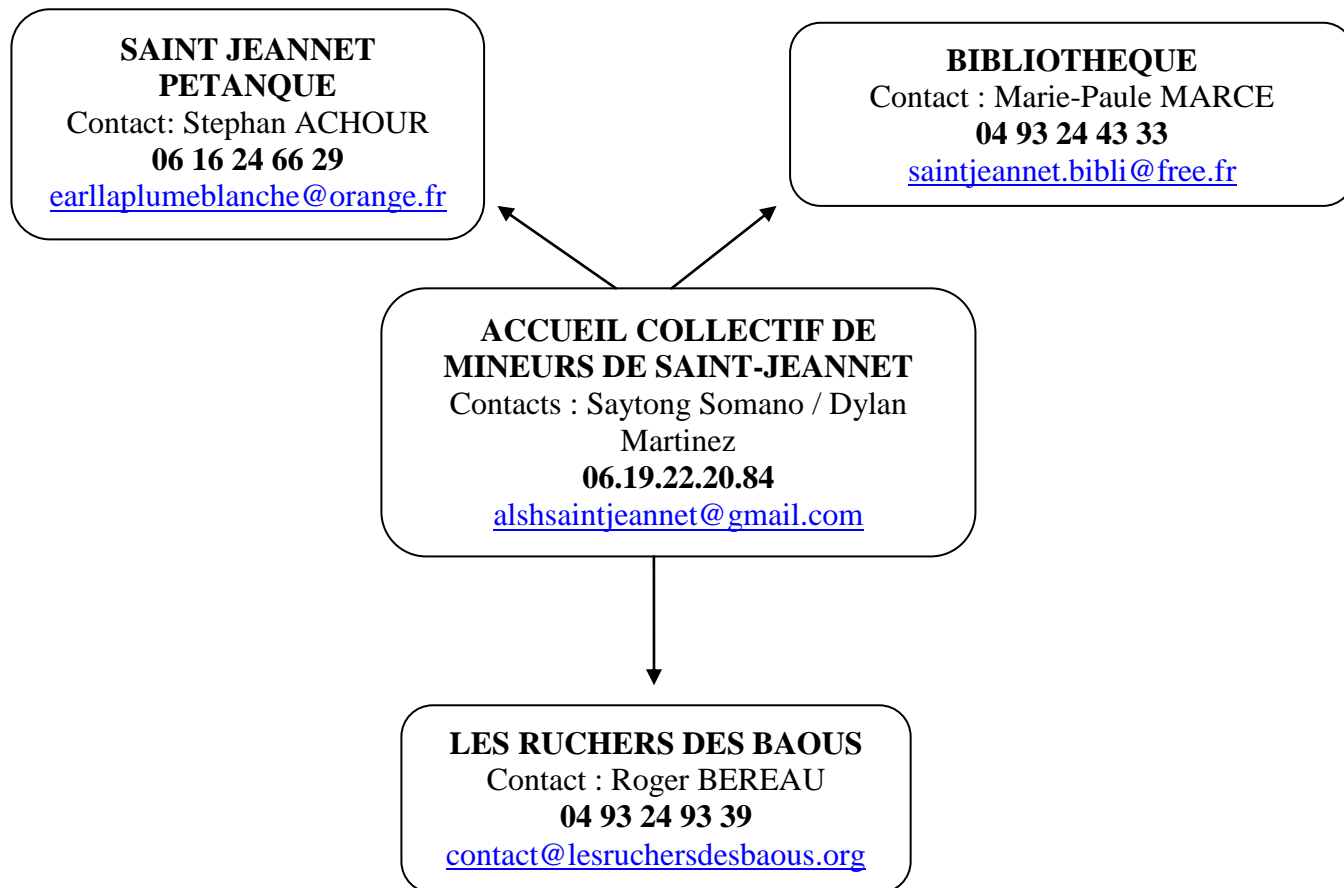 SAINT JEANNET
PETANQUE
Contact: Stephan ACHOUR
06 16 24 66 29
earllaplumeblanche@orange.fr
BIBLIOTHEQUE
Contact : Marie-Paule MARCE
04 93 24 43 33
saintjeannet.bibli@free.fr
ACCUEIL COLLECTIF DE
MINEURS DE SAINT-JEANNET
Contacts : Saytong Somano / Dylan
Martinez
06.19.22.20.84
alshsaintjeannet@gmail.com
LES RUCHERS DES BAOUS
Contact : Roger BEREAU
04 93 24 93 39
contact@lesruchersdesbaous.org